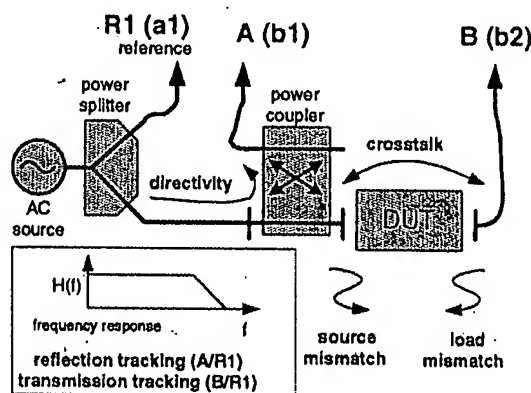 R1 (a1)
reference
A (b1)
B (b2)
power
splitter
power
coupler
crosstalk
directivity
AC
source
DUT
H(f)
f
frequency response
reflection tracking (A/R1)
transmission tracking (B/R1)
source
mismatch
load
mismatch